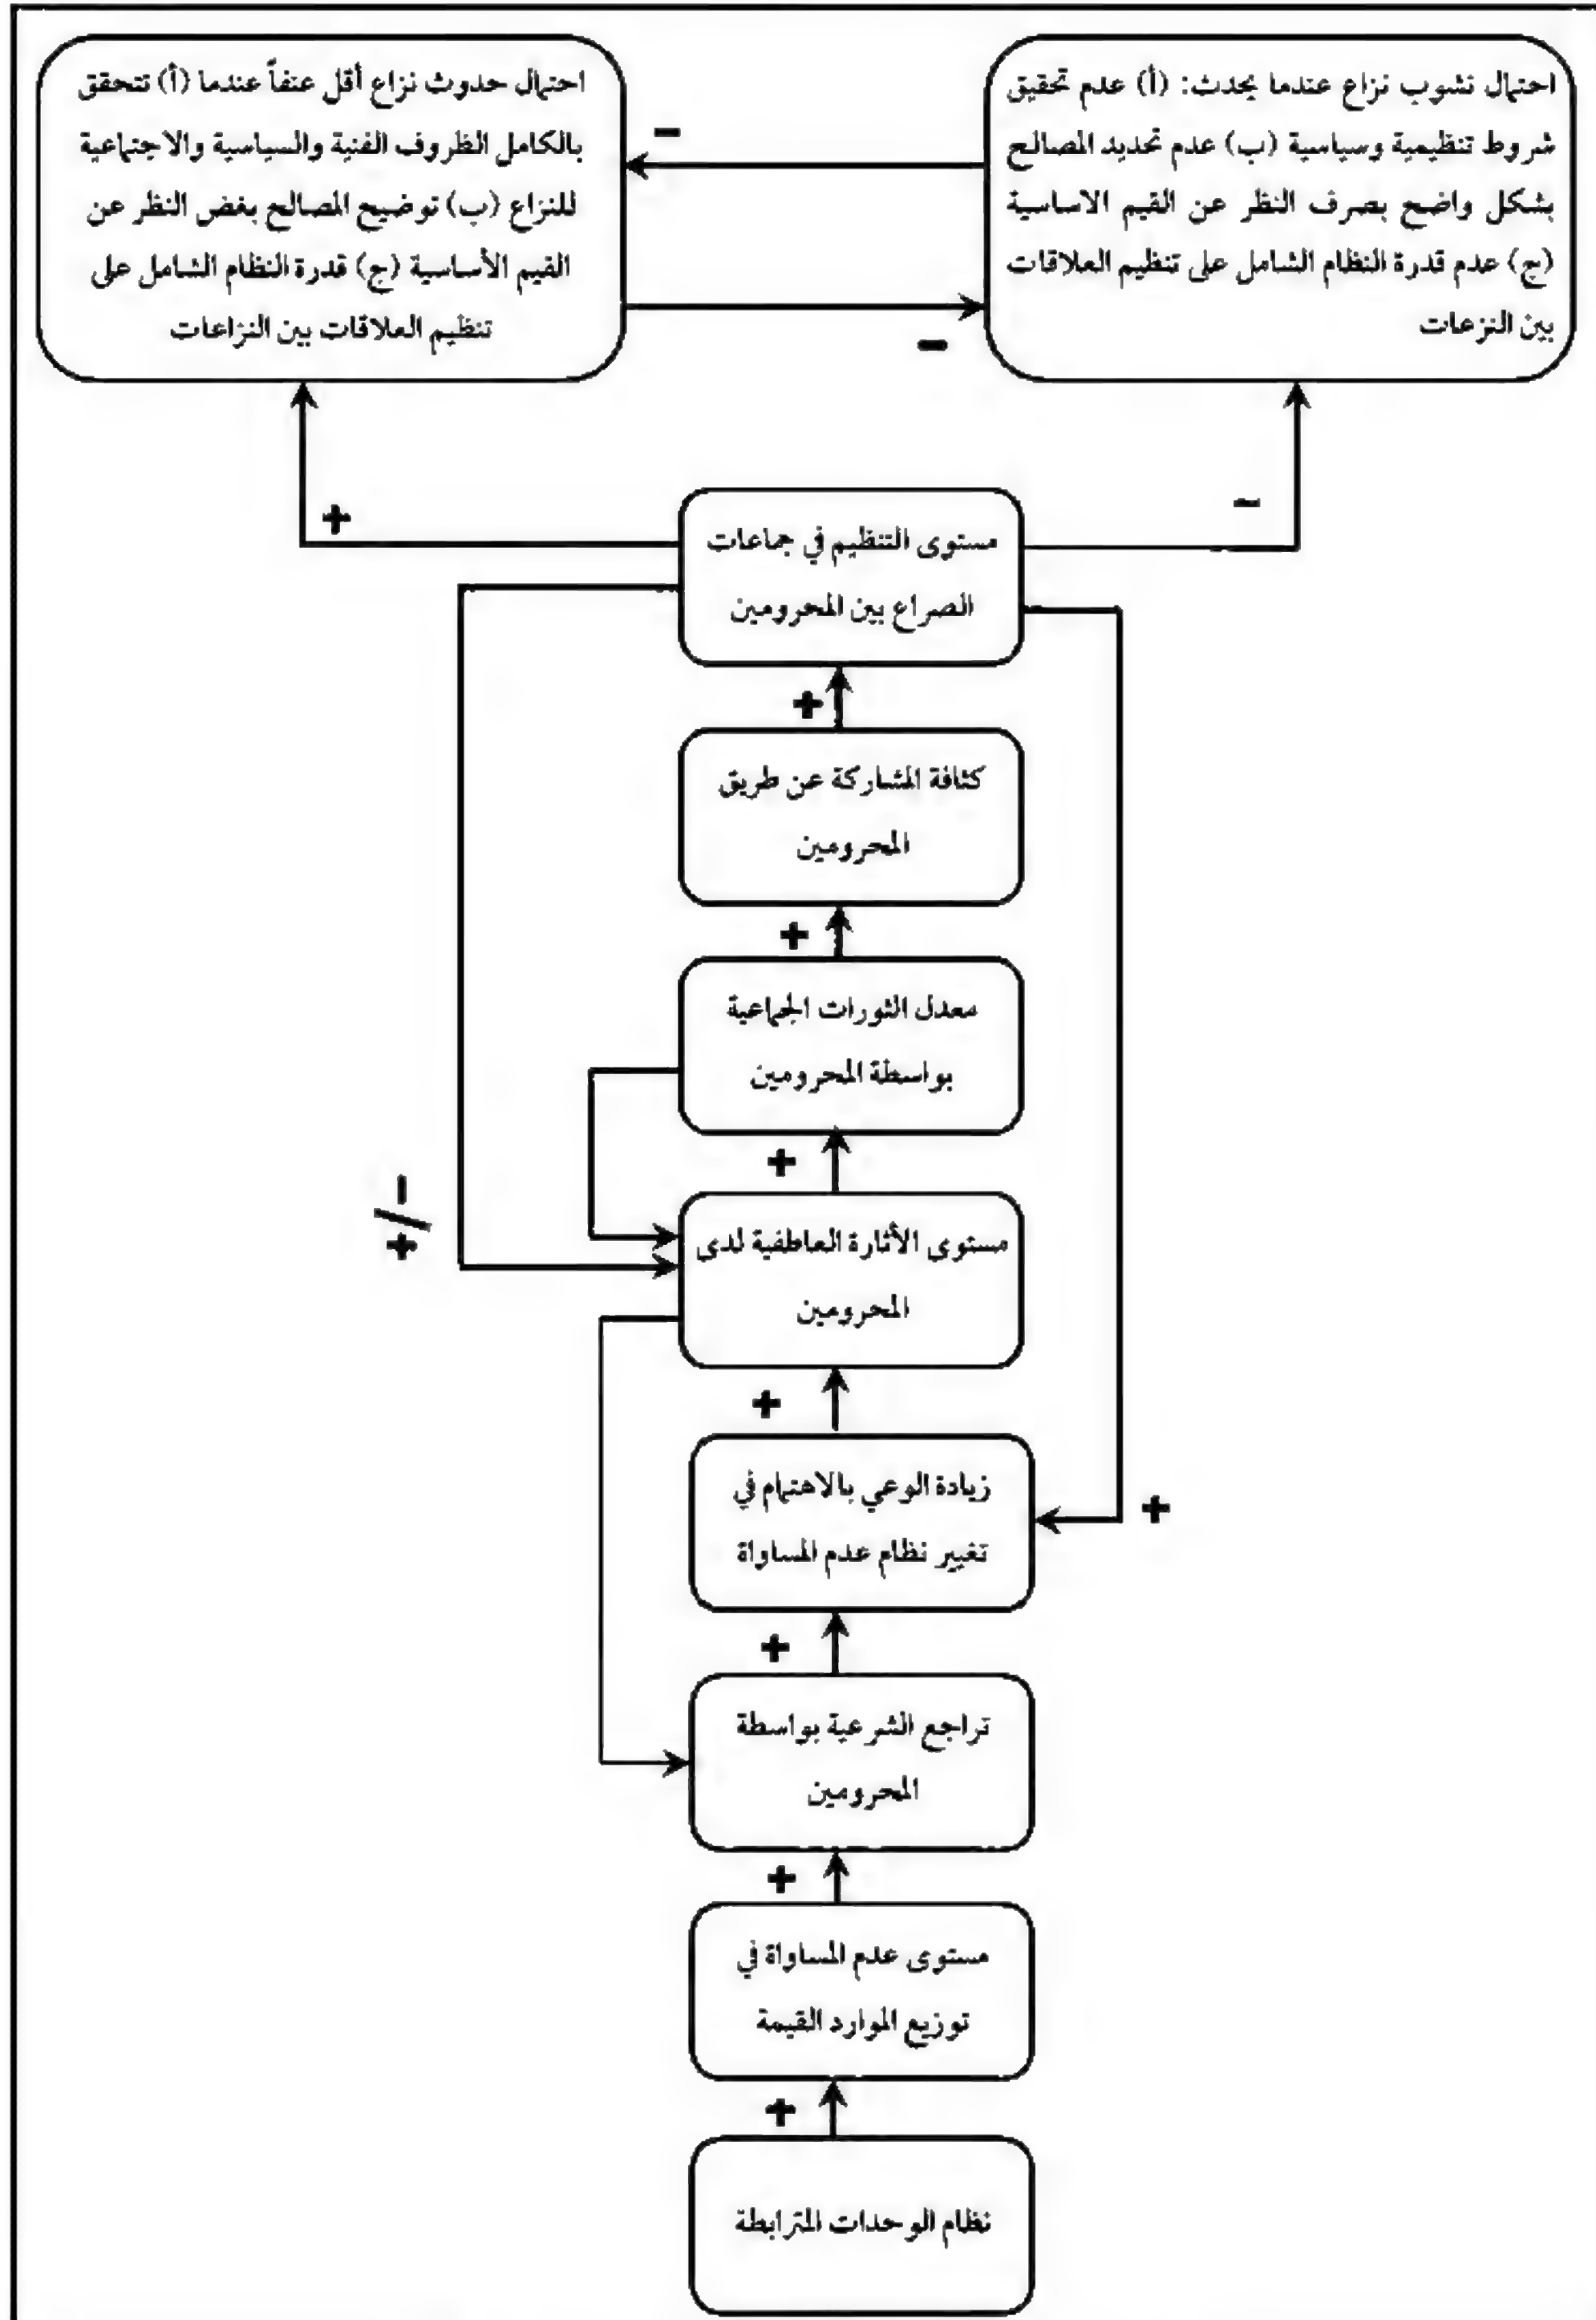 احتمال نشوب نزاع عندما يحدث: (أ) عدم تحقيق
شروط تنظيمية وسياسية (ب) عدم تحديد المصالح
بشكل واضح بصرف النظر عن القيم الاساسية
(ج) عدم قدرة النظام الشامل على تنظيم العلاقات
بين النزعات
احتمال حدوث نزاع أقل عنفاً عندما (أ) تتحقق
بالكامل الظروف الفنية والسياسية والاجتماعية
للنزاع (ب) توضيح المصالح بغض النظر عن
القيم الأساسية (ج) قدرة النظام الشامل على
تنظيم العلاقات بين النزاعات
-
-
-
+
مستوى التنظيم في جماعات
الصراع بين المحرومين
+
كثافة المشاركة عن طريق
المحرومين
+
معدل الثورات الجماعية
بواسطة المحرومين
+
+/-
مستوى الأثارة العاطفية لدى
المحرومين
+
زيادة الوعي بالاهتمام في
تغيير نظام عدم المساواة
+
+
تراجع الشرعية بواسطة
المحرومين
+
مستوى عدم المساواة في
توزيع الموارد القيمة
+
نظام الوحدات المترابطة